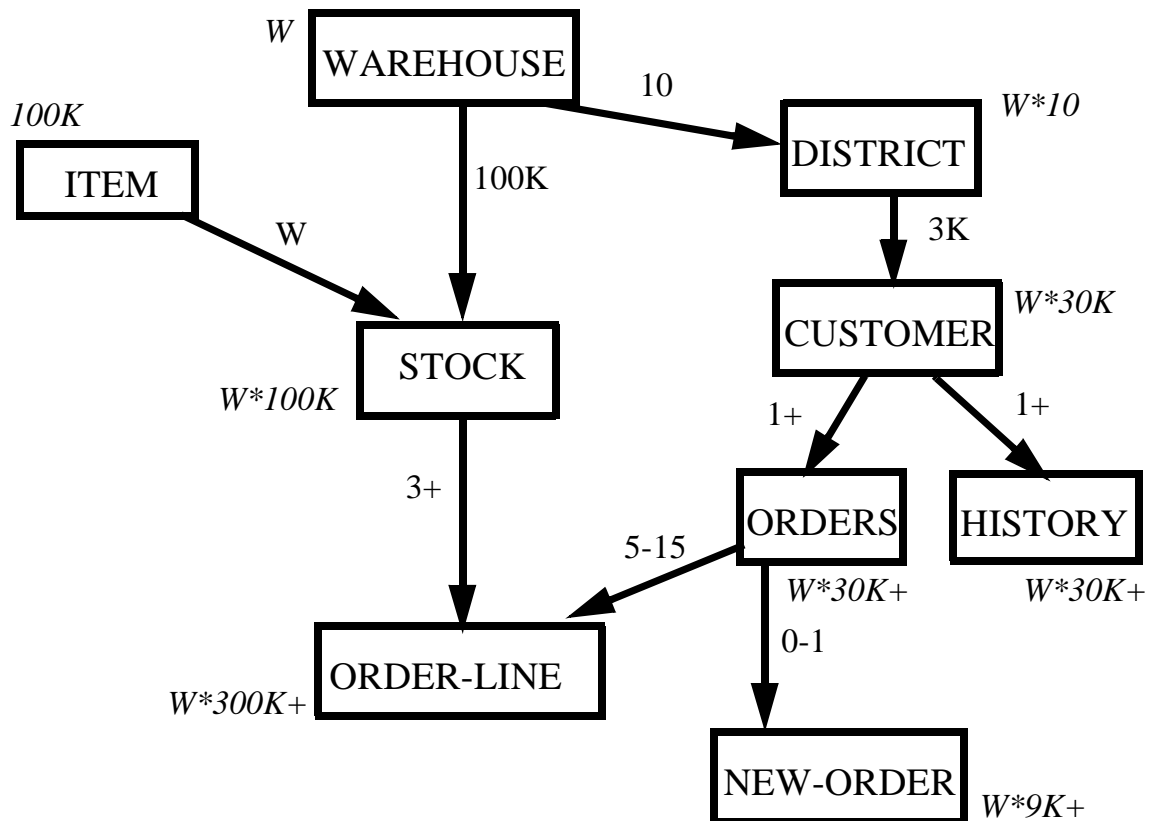 W
WAREHOUSE
10
100K
W*10
ITEM
DISTRICT
100K
W
3K
W*30K
CUSTOMER
STOCK
W*100K
1+
1+
3+
ORDERS
HISTORY
5-15
W*30K+
W*30K+
0-1
ORDER-LINE
W*300K+
NEW-ORDER
W*9K+